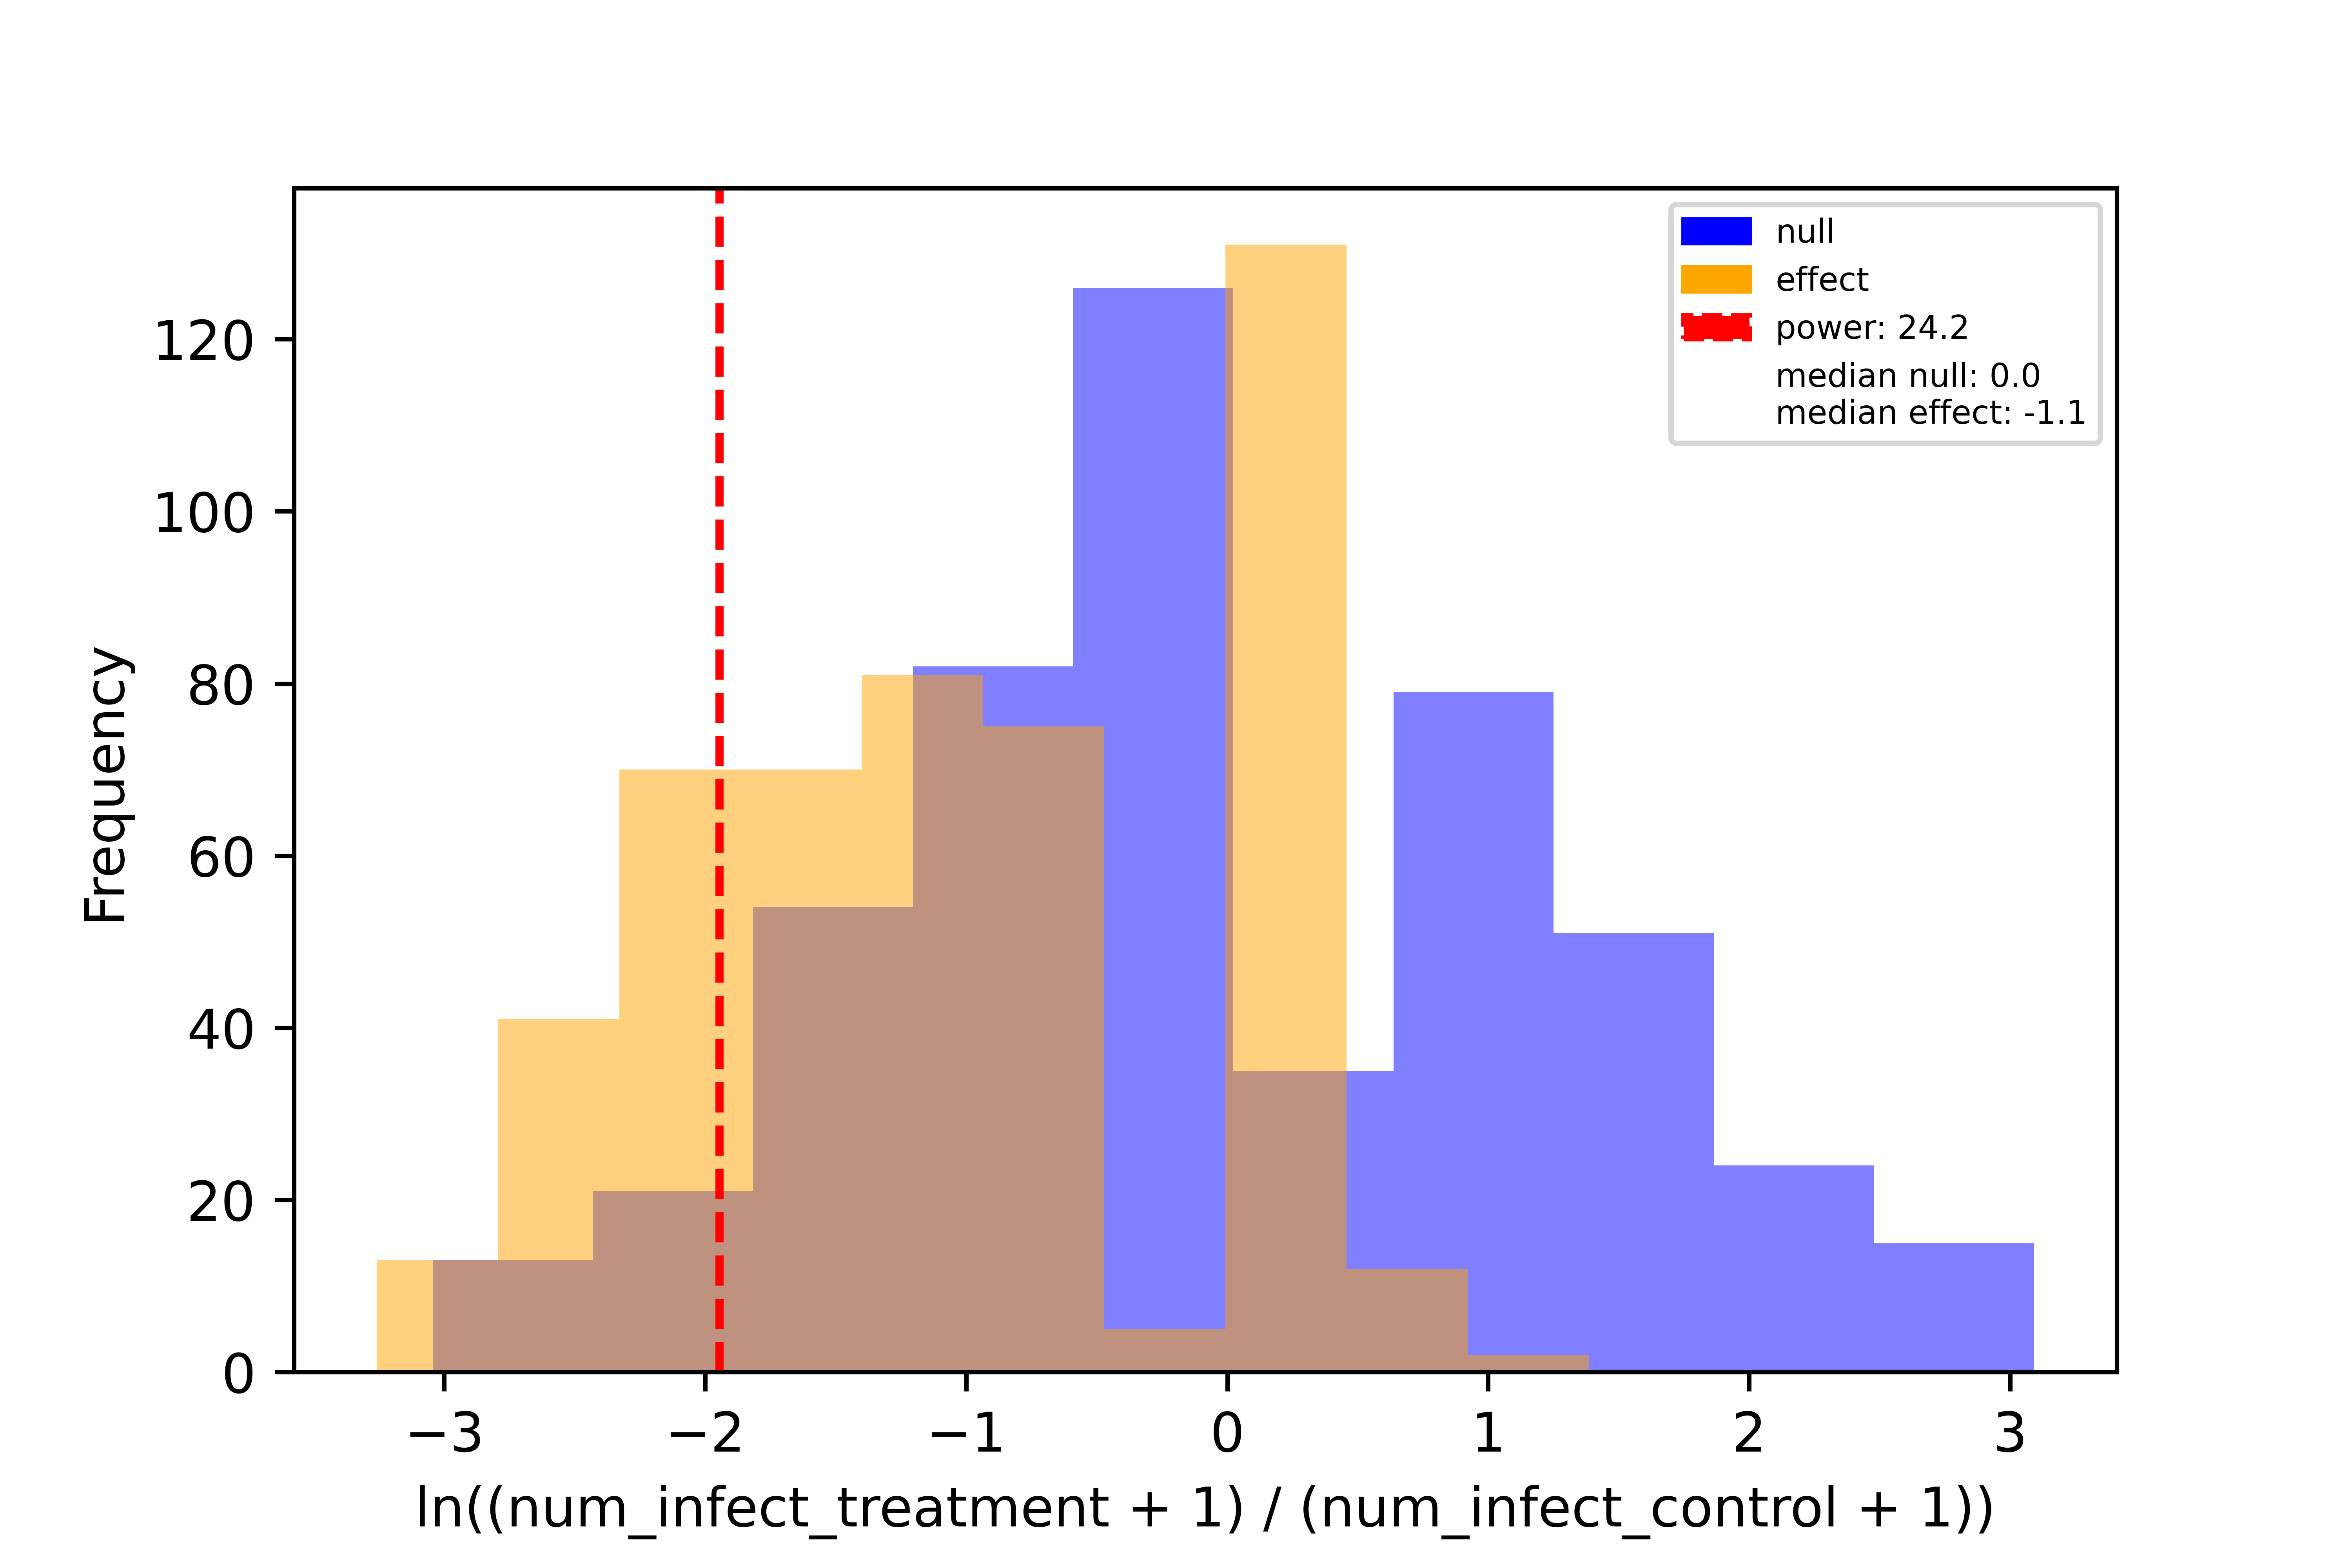 null
effect
power: 24.2
median null: 0.0
median effect: -1.1
120
100
80
60
40
20
0
Frequency
−3 −2 −1 0 1 2 3
ln((num_infect_treatment + 1) / (num_infect_control + 1))